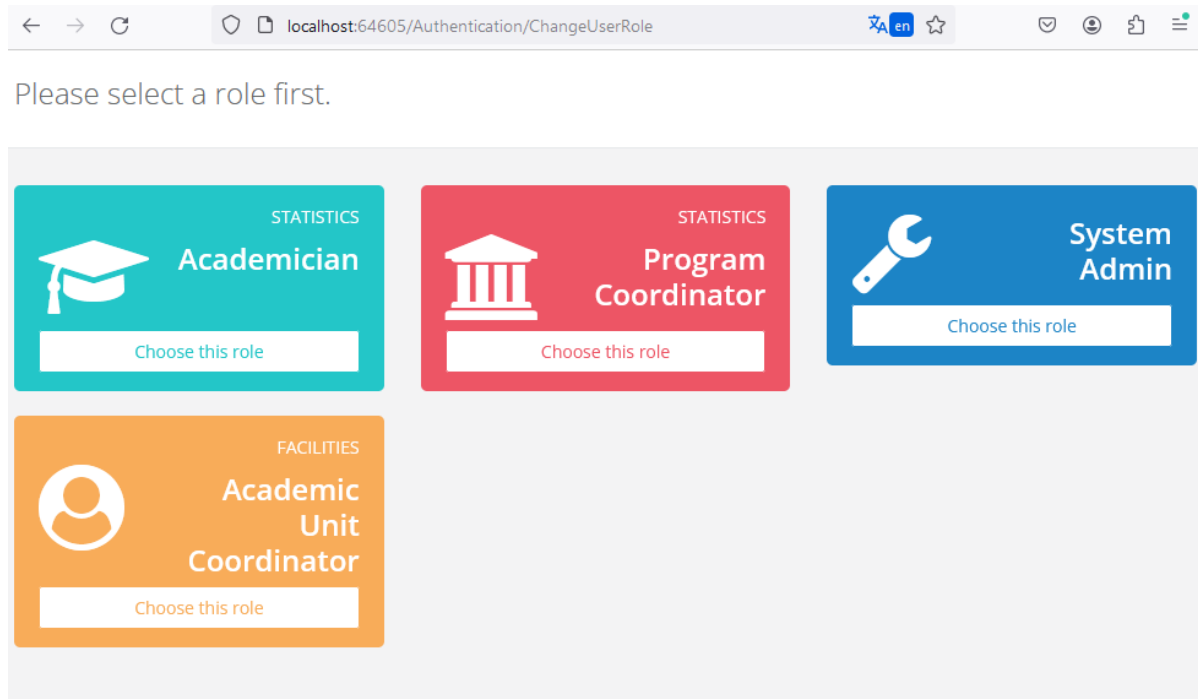 localhost:64605/Authentication/ChangeUserRole
en
Please select a role first.
STATISTICS
Academician
Choose this role
STATISTICS
Program
Coordinator
Choose this role
System
Admin
Choose this role
FACILITIES
Academic
Unit
Coordinator
Choose this role